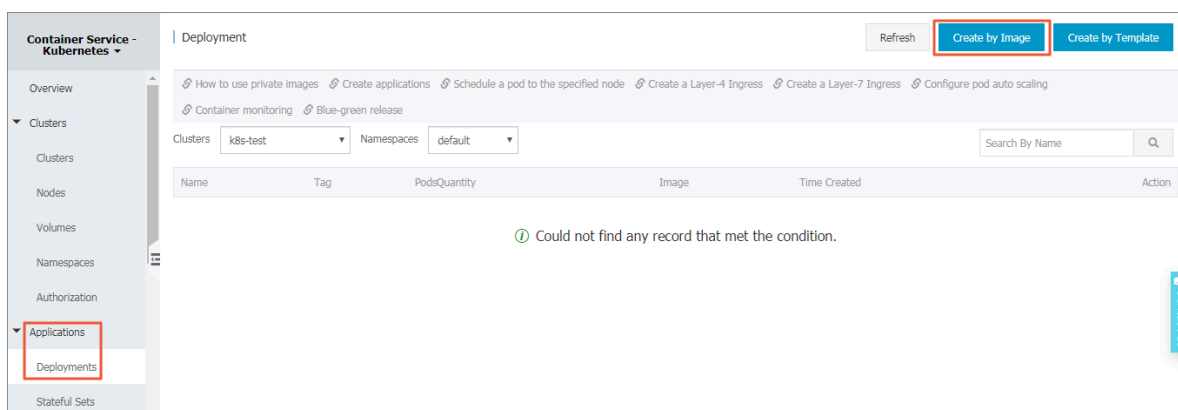 Container Service -
Kubernetes
Deployment
Refresh
Create by Image
Create by Template
Overview
Clusters
Clusters
Nodes
Volumes
Namespaces
Authorization
Applications
Deployments
Stateful Sets
How to use private images
Create applications
Schedule a pod to the specified node
Create a Layer-4 Ingress
Create a Layer-7 Ingress
Configure pod auto scaling
Container monitoring
Blue-green release
Clusters
k8s-test
Namespaces
default
Search By Name
Name
Tag
PodsQuantity
Image
Time Created
Action
Could not find any record that met the condition.